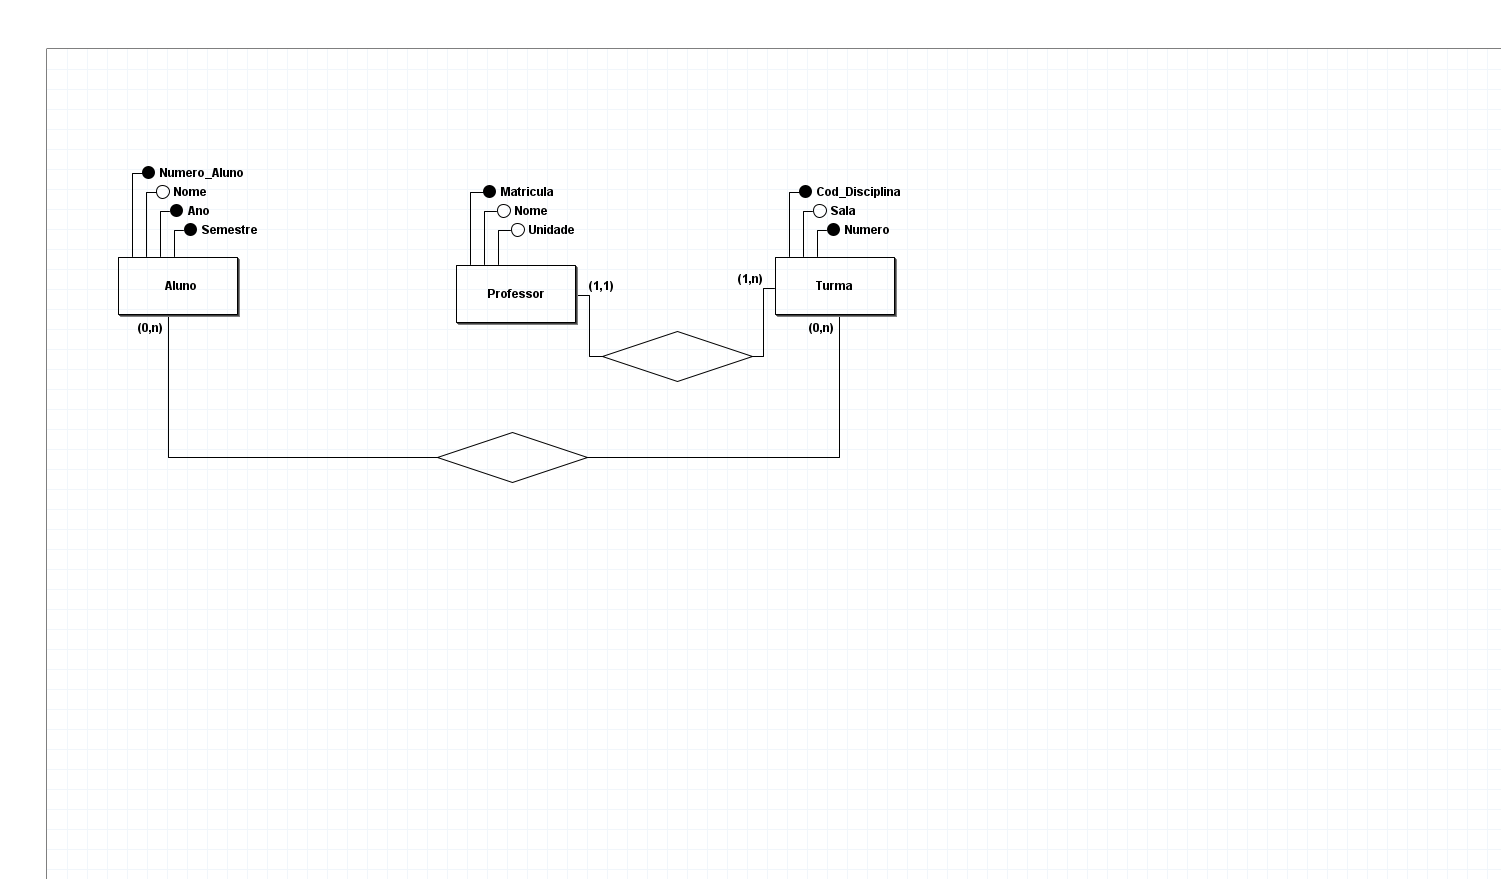 Numero_Aluno
Nome
Ano
Semestre
Aluno
(0,n)
Matricula
Nome
Unidade
Professor
(1,1)
Cod_Disciplina
Sala
Numero
(1,n)
Turma
(0,n)